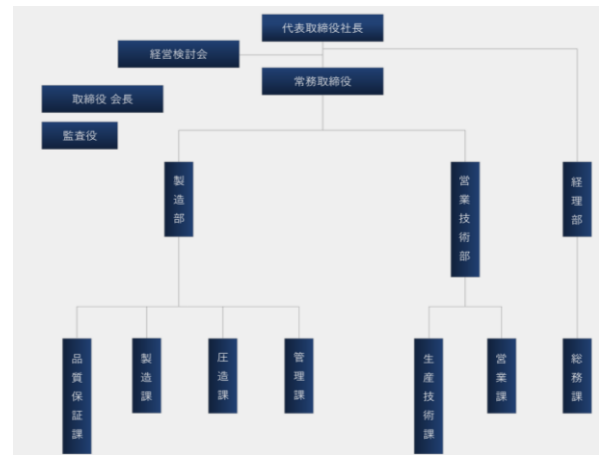 代表取締役社長
経営検討会
常務取締役
取締役 会長
監査役
製造部
営業技術部
経理部
品質保証課
製造課
圧造課
管理課
生産技術課
営業課
総務課